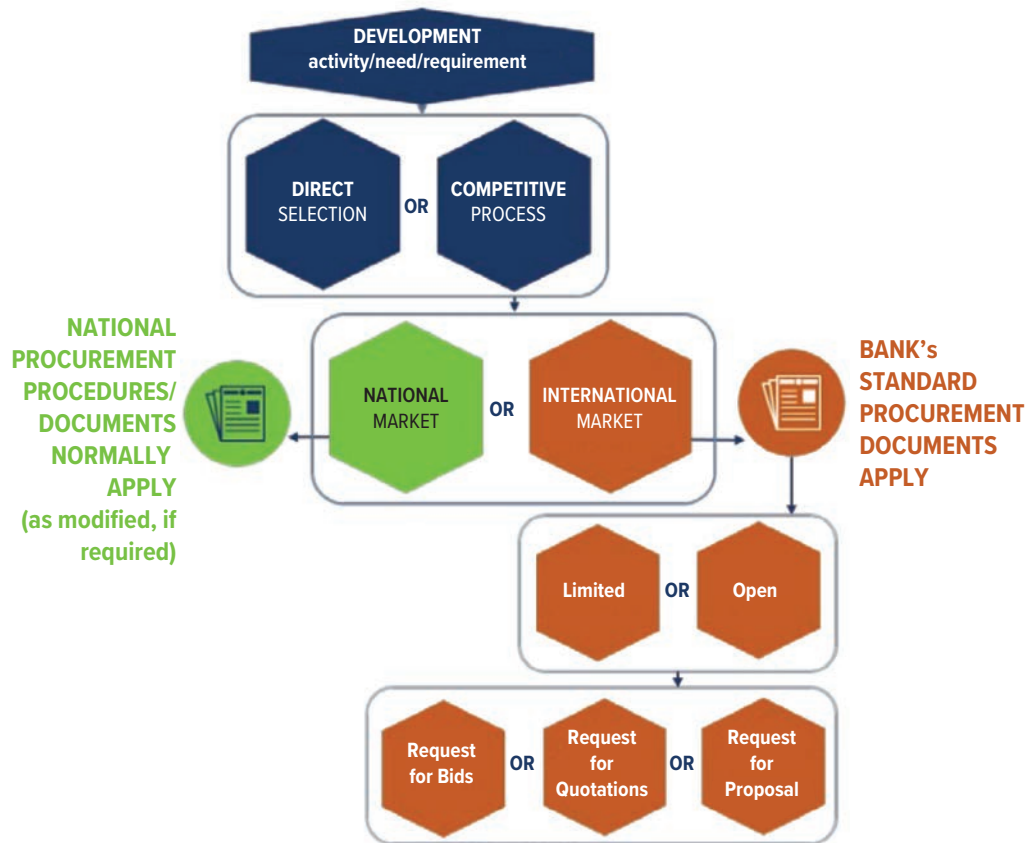 DEVELOPMENT
activity/need/requirement
DIRECT
SELECTION
OR
COMPETITIVE
PROCESS
NATIONAL
PROCUREMENT
PROCEDURES/
DOCUMENTS
NORMALLY
APPLY
(as modified, if
required)
NATIONAL
MARKET
OR
INTERNATIONAL
MARKET
BANK’s
STANDARD
PROCUREMENT
DOCUMENTS
APPLY
Limited
OR
Open
Request
for Bids
OR
Request
for
Quotations
OR
Request
for
Proposal